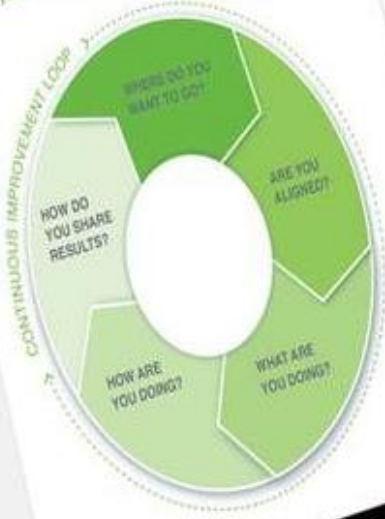 CONTINUOUS IMPROVEMENT LOOP
WHERE DO YOU
WANT TO GO?
ARE YOU
ALIGNED?
WHAT ARE
YOU DOING?
HOW ARE
YOU DOING?
HOW DO
YOU SHARE
RESULTS?